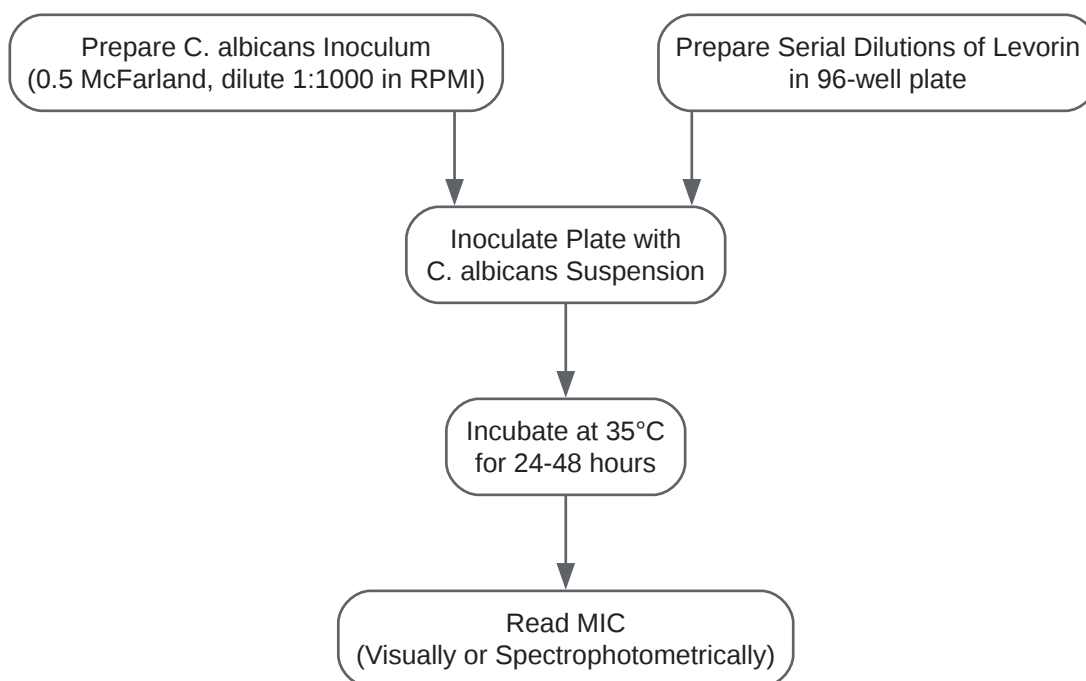 Prepare C. albicans Inoculum
(0.5 McFarland, dilute 1:1000 in RPMI)
Prepare Serial Dilutions of Levorin
in 96-well plate
Inoculate Plate with
C. albicans Suspension
Incubate at 35°C
for 24-48 hours
Read MIC
(Visually or Spectrophotometrically)